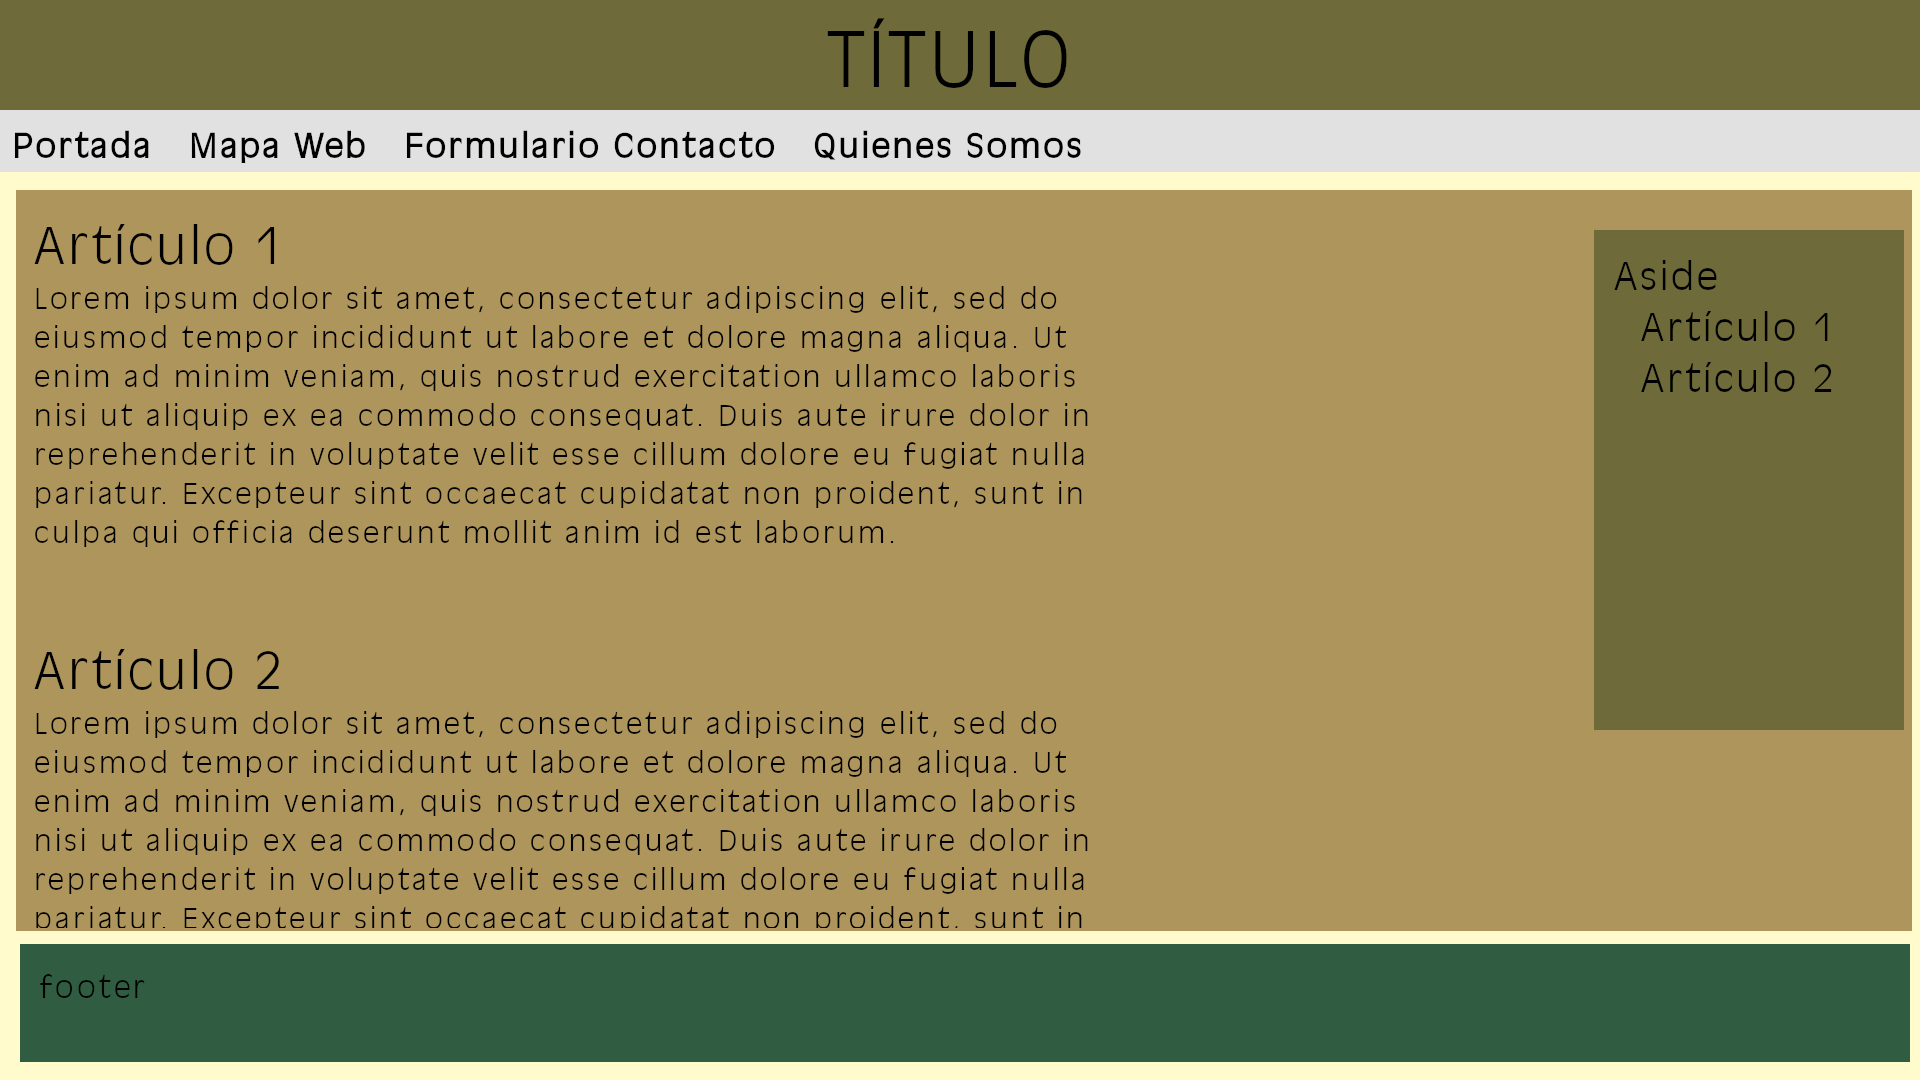 TÍTULO
Portada Mapa Web Formulario Contacto Quienes Somos
Artículo 1
Lorem ipsum dolor sit amet, consectetur adipiscing elit, sed do
eiusmod tempor incididunt ut labore et dolore magna aliqua. Ut
enim ad minim veniam, quis nostrud exercitation ullamco laboris
nisi ut aliquip ex ea commodo consequat. Duis aute irure dolor in
reprehenderit in voluptate velit esse cillum dolore eu fugiat nulla
pariatur. Excepteur sint occaecat cupidatat non proident, sunt in
culpa qui officia deserunt mollit anim id est laborum.
Artículo 2
Lorem ipsum dolor sit amet, consectetur adipiscing elit, sed do
eiusmod tempor incididunt ut labore et dolore magna aliqua. Ut
enim ad minim veniam, quis nostrud exercitation ullamco laboris
nisi ut aliquip ex ea commodo consequat. Duis aute irure dolor in
reprehenderit in voluptate velit esse cillum dolore eu fugiat nulla
pariatur. Excepteur sint occaecat cupidatat non proident, sunt in
Aside
Artículo 1
Artículo 2
footer